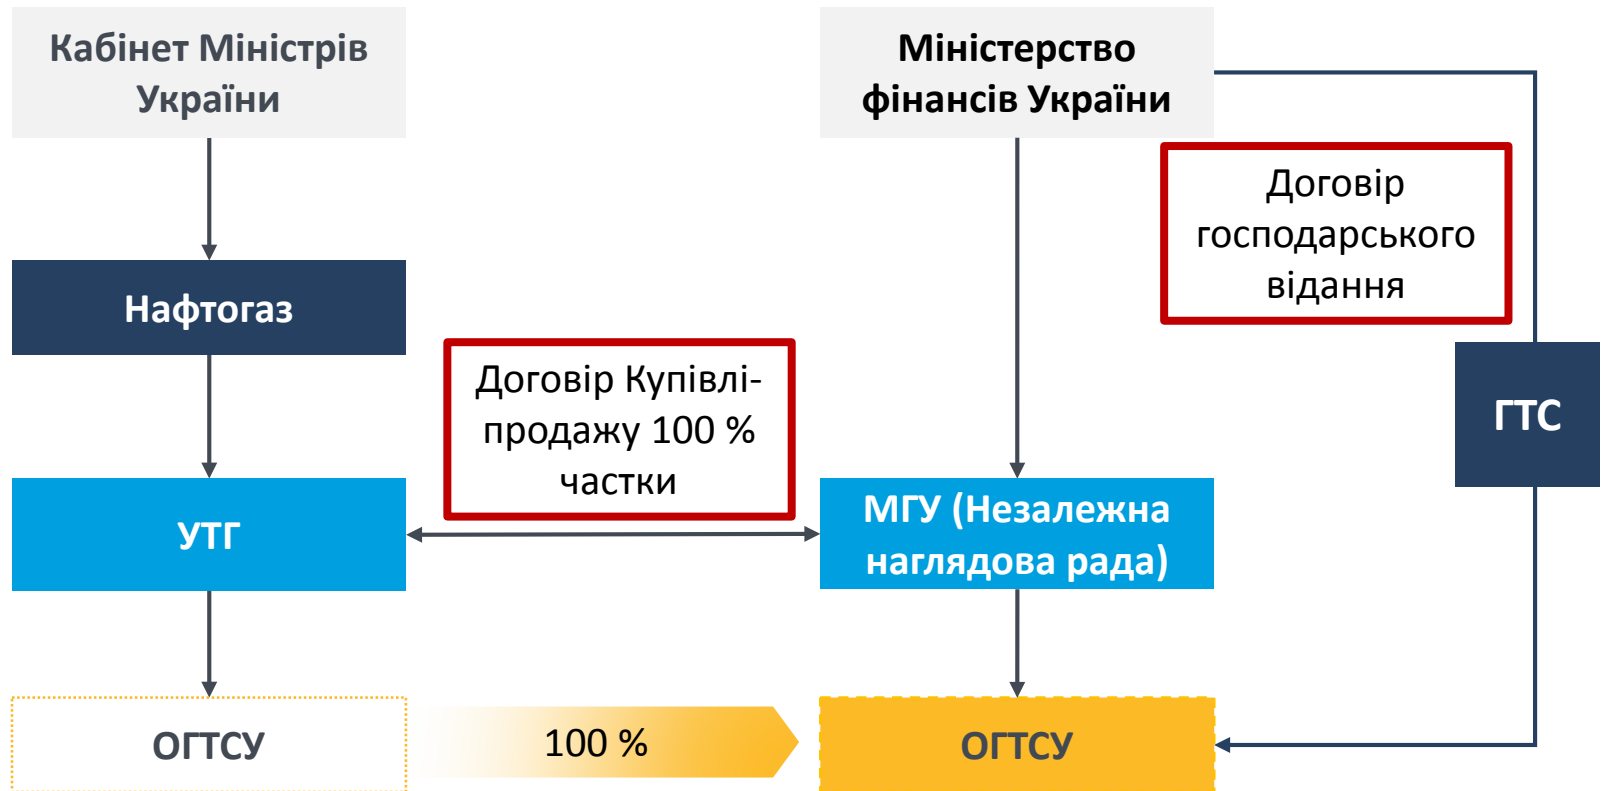 Кабінет Міністрів
України
Міністерство
фінансів України
Договір
господарського
відання
Нафтогаз
Договір Купівлі-
продажу 100 %
частки
ГТС
УТГ
МГУ (Незалежна
наглядова рада)
ОГТСУ
100 %
ОГТСУ